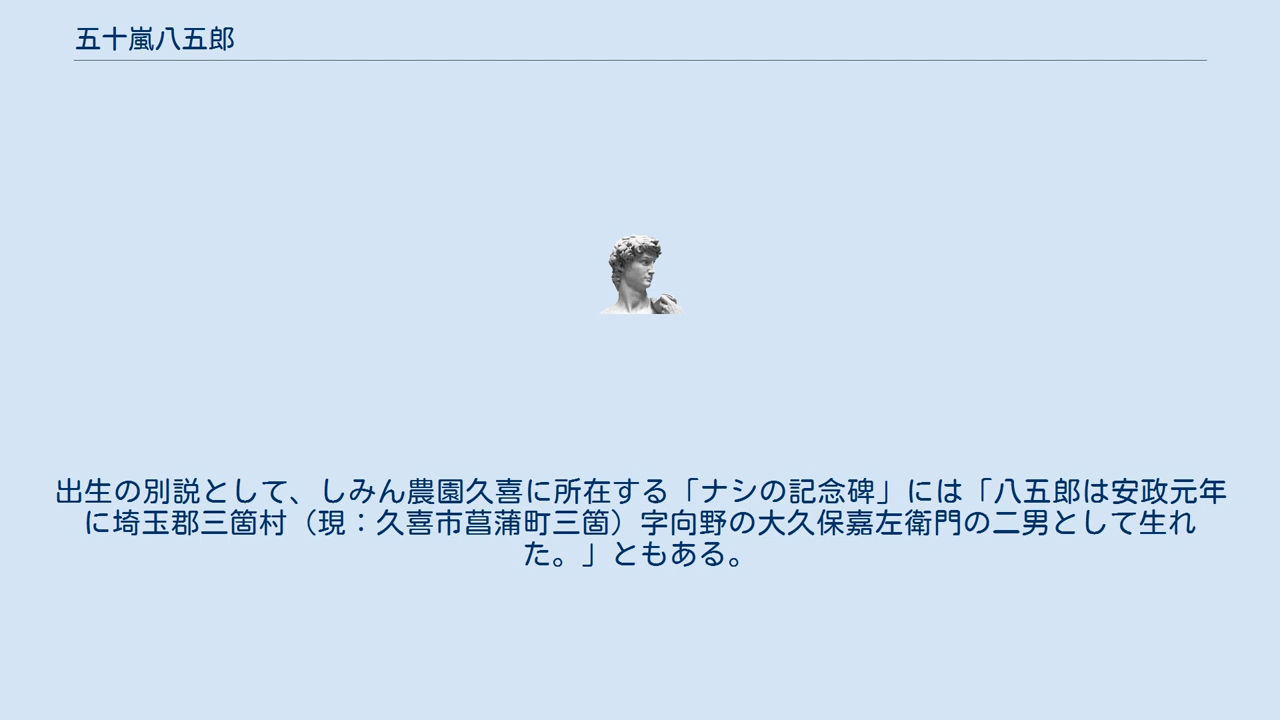 五十嵐八五郎
出生の別説として、しみん農園久喜に所在する「ナシの記念碑」には「八五郎は安政元年
に埼玉郡三箇村（現：久喜市菖蒲町三箇）字向野の大久保嘉左衛門の二男として生れ
た。」ともある。